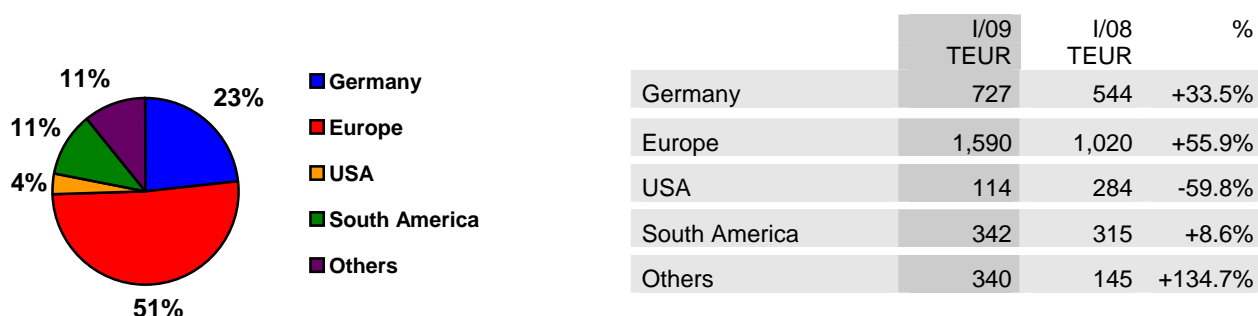 11%
23%
11%
4%
51%
Germany
Europe
USA
South America
Others
I/09 I/08 %
TEUR TEUR
Germany 727 544 +33.5%
Europe 1,590 1,020 +55.9%
USA 114 284 -59.8%
South America 342 315 +8.6%
Others 340 145 +134.7%